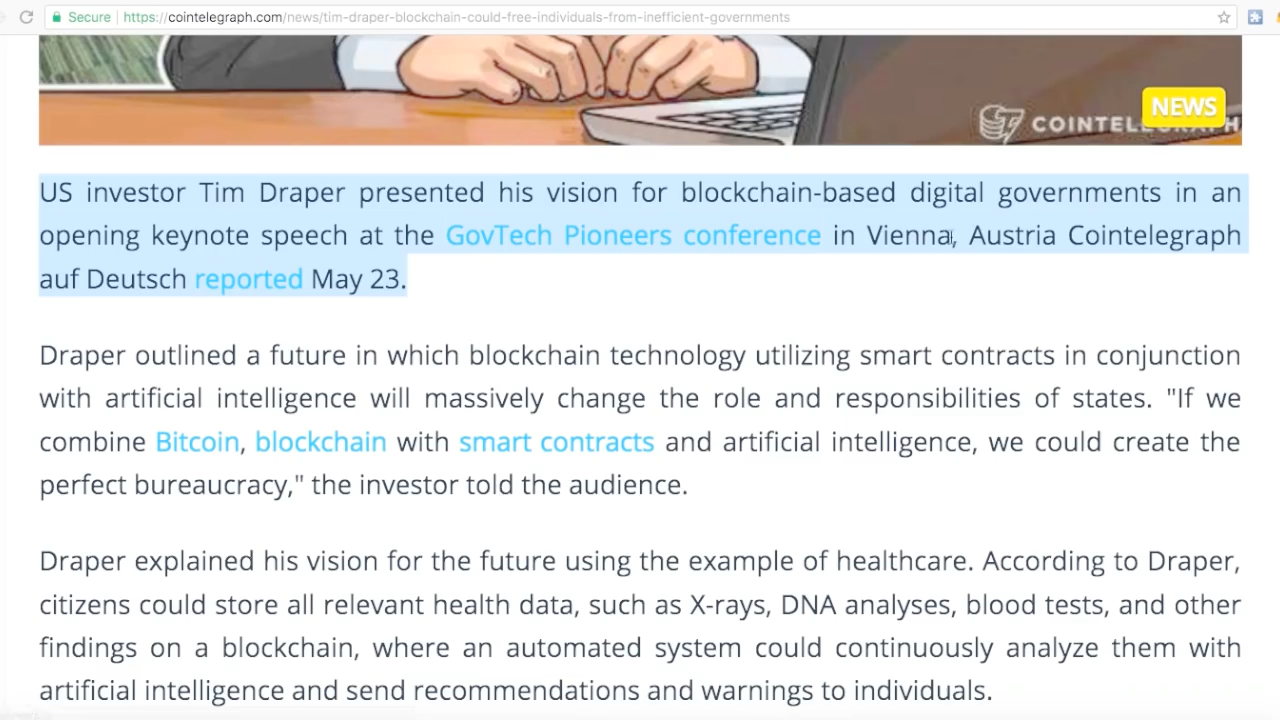 Secure https://cointelegraph.com/news/tim-draper-blockchain-could-free-individuals-from-inefficient-governments
NEWS
COINTELEGRAPH
US investor Tim Draper presented his vision for blockchain-based digital governments in an
opening keynote speech at the GovTech Pioneers conference in Vienna, Austria Cointelegraph
auf Deutsch reported May 23.
Draper outlined a future in which blockchain technology utilizing smart contracts in conjunction
with artificial intelligence will massively change the role and responsibilities of states. "If we
combine Bitcoin, blockchain with smart contracts and artificial intelligence, we could create the
perfect bureaucracy," the investor told the audience.
Draper explained his vision for the future using the example of healthcare. According to Draper,
citizens could store all relevant health data, such as X-rays, DNA analyses, blood tests, and other
findings on a blockchain, where an automated system could continuously analyze them with
artificial intelligence and send recommendations and warnings to individuals.